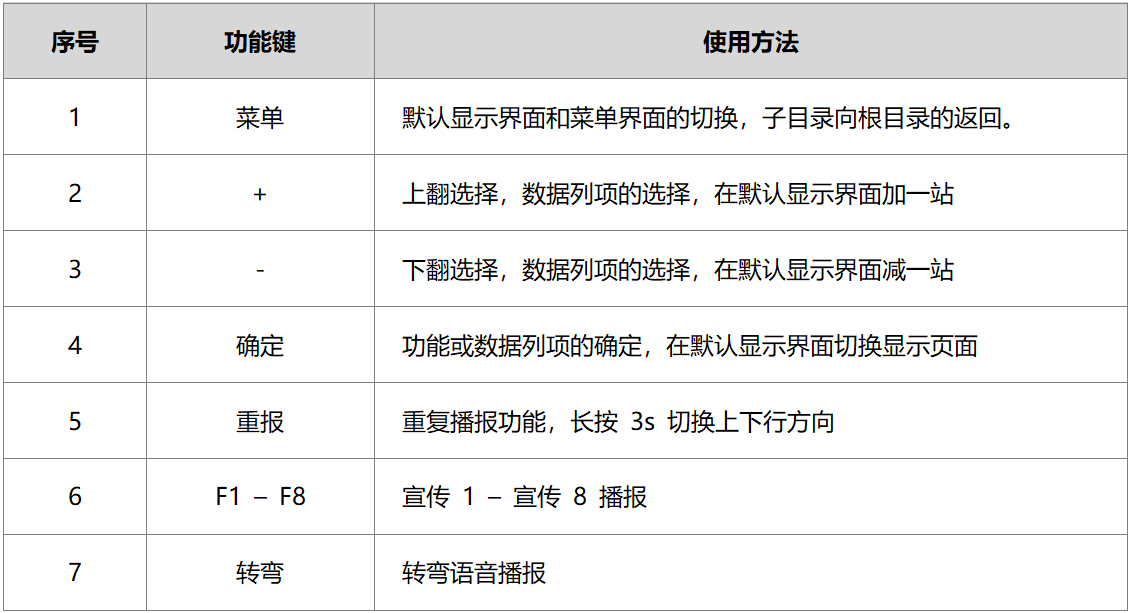 序号 功能键 使用方法
1 菜单 默认显示界面和菜单界面的切换，子目录向根目录的返回。
2 + 上翻选择，数据列项的选择，在默认显示界面加一站
3 - 下翻选择，数据列项的选择，在默认显示界面减一站
4 确定 功能或数据列项的确定，在默认显示界面切换显示页面
5 重报 重复播报功能，长按 3s 切换上下行方向
6 F1 – F8 宣传 1 – 宣传 8 播报
7 转弯 转弯语音播报